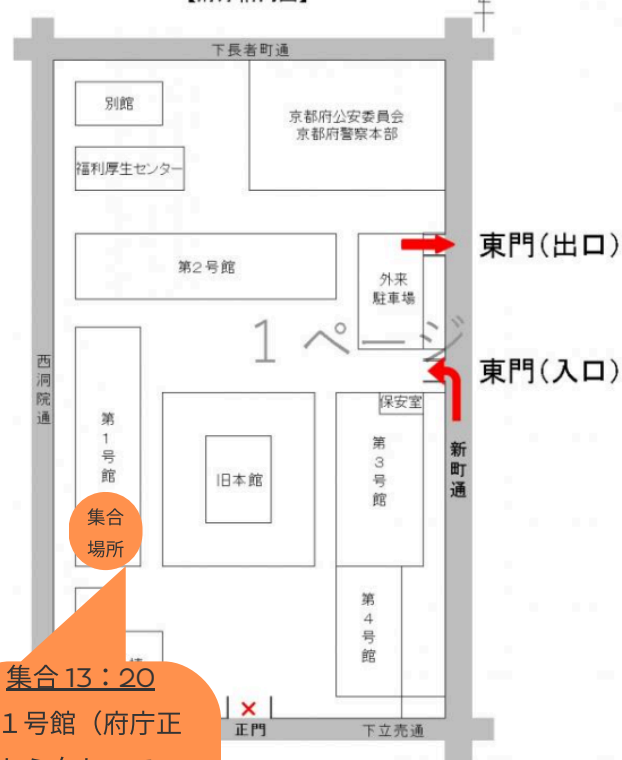 下長者町通
別館
京都府公安委員会
京都府警察本部
福利厚生センター
第2号館
東門(出口)
外来
駐車場
1 ページ
東門(入口)
西洞院通
保安室
第1号館
旧本館
第3号館
新町通
集合
場所
第4号館
集合 13：20
１号館（府庁正
正門
下立売通